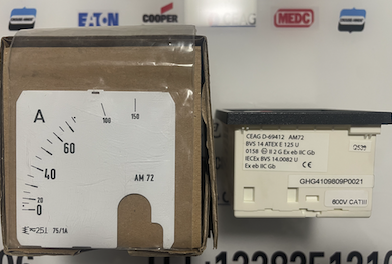 EATON
COOPER
CEAG
MEDC
A
100
150
60
40
20
0
AM 72
75/1A
CEAG D-69412 AM72
BVS 14 ATEX E 125 U
0158 II 2 G Ex eb IIC Gb
IECEx BVS 14.0082 U
Ex eb IIC Gb
CE
GHG4109809P0021
600V CATIII